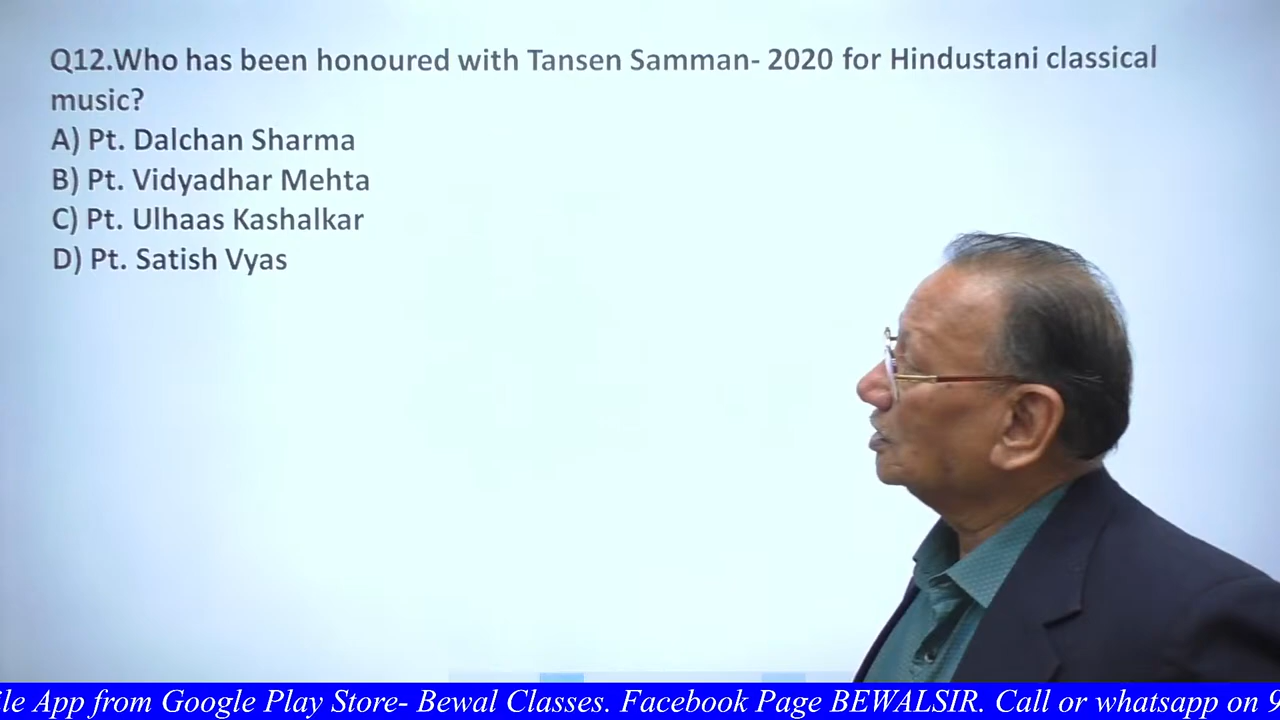 Q12.Who has been honoured with Tansen Samman- 2020 for Hindustani classical
music?
A) Pt. Dalchan Sharma
B) Pt. Vidyadhar Mehta
C) Pt. Ulhaas Kashalkar
D) Pt. Satish Vyas
App from Google Play Store- Bewal Classes. Facebook Page BEWALSIR. Call or whatsapp on 9